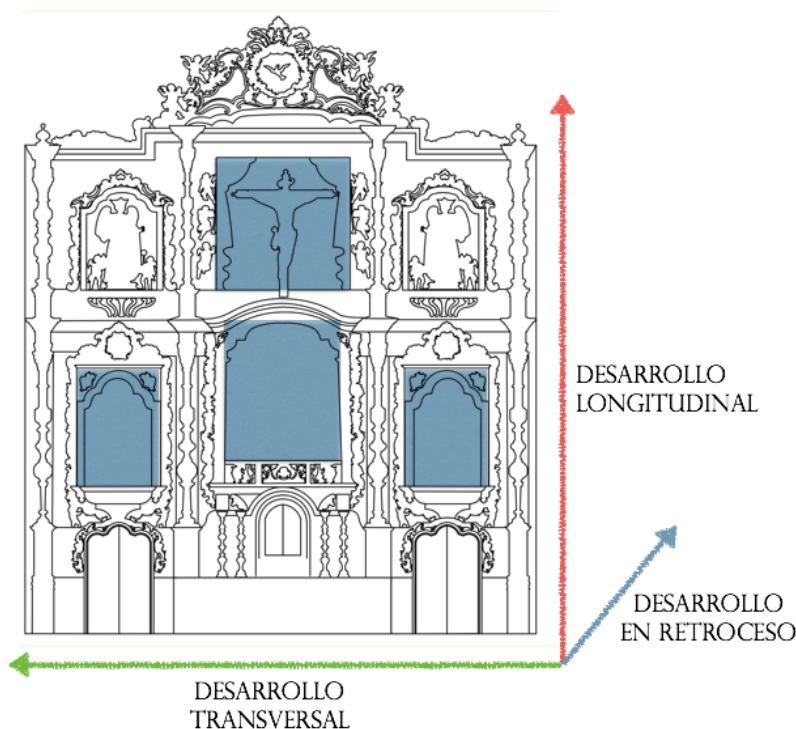 DESARROLLO
LONGITUDINAL
DESARROLLO
EN RETROCESO
DESARROLLO
TRANSVERSAL